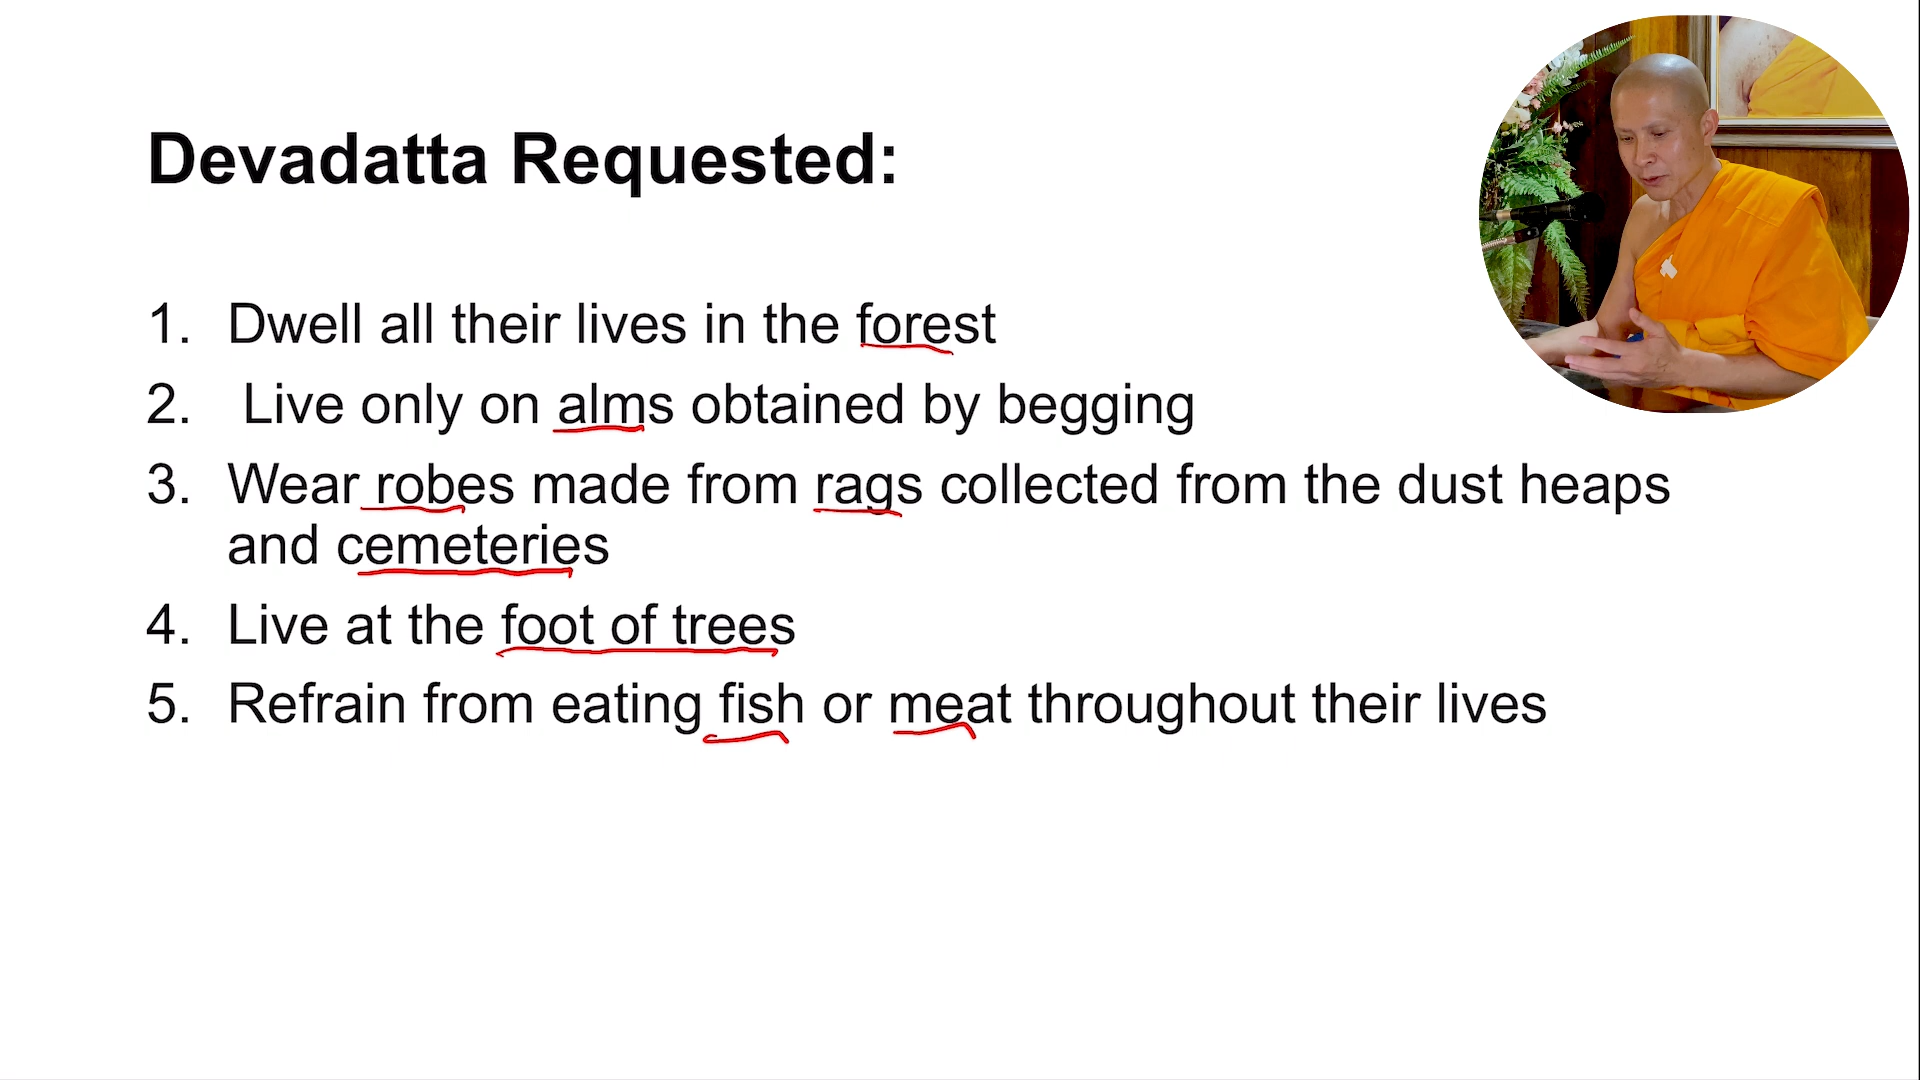 Devadatta Requested:
1. Dwell all their lives in the forest
2. Live only on alms obtained by begging
3. Wear robes made from rags collected from the dust heaps
and cemeteries
4. Live at the foot of trees
5. Refrain from eating fish or meat throughout their lives